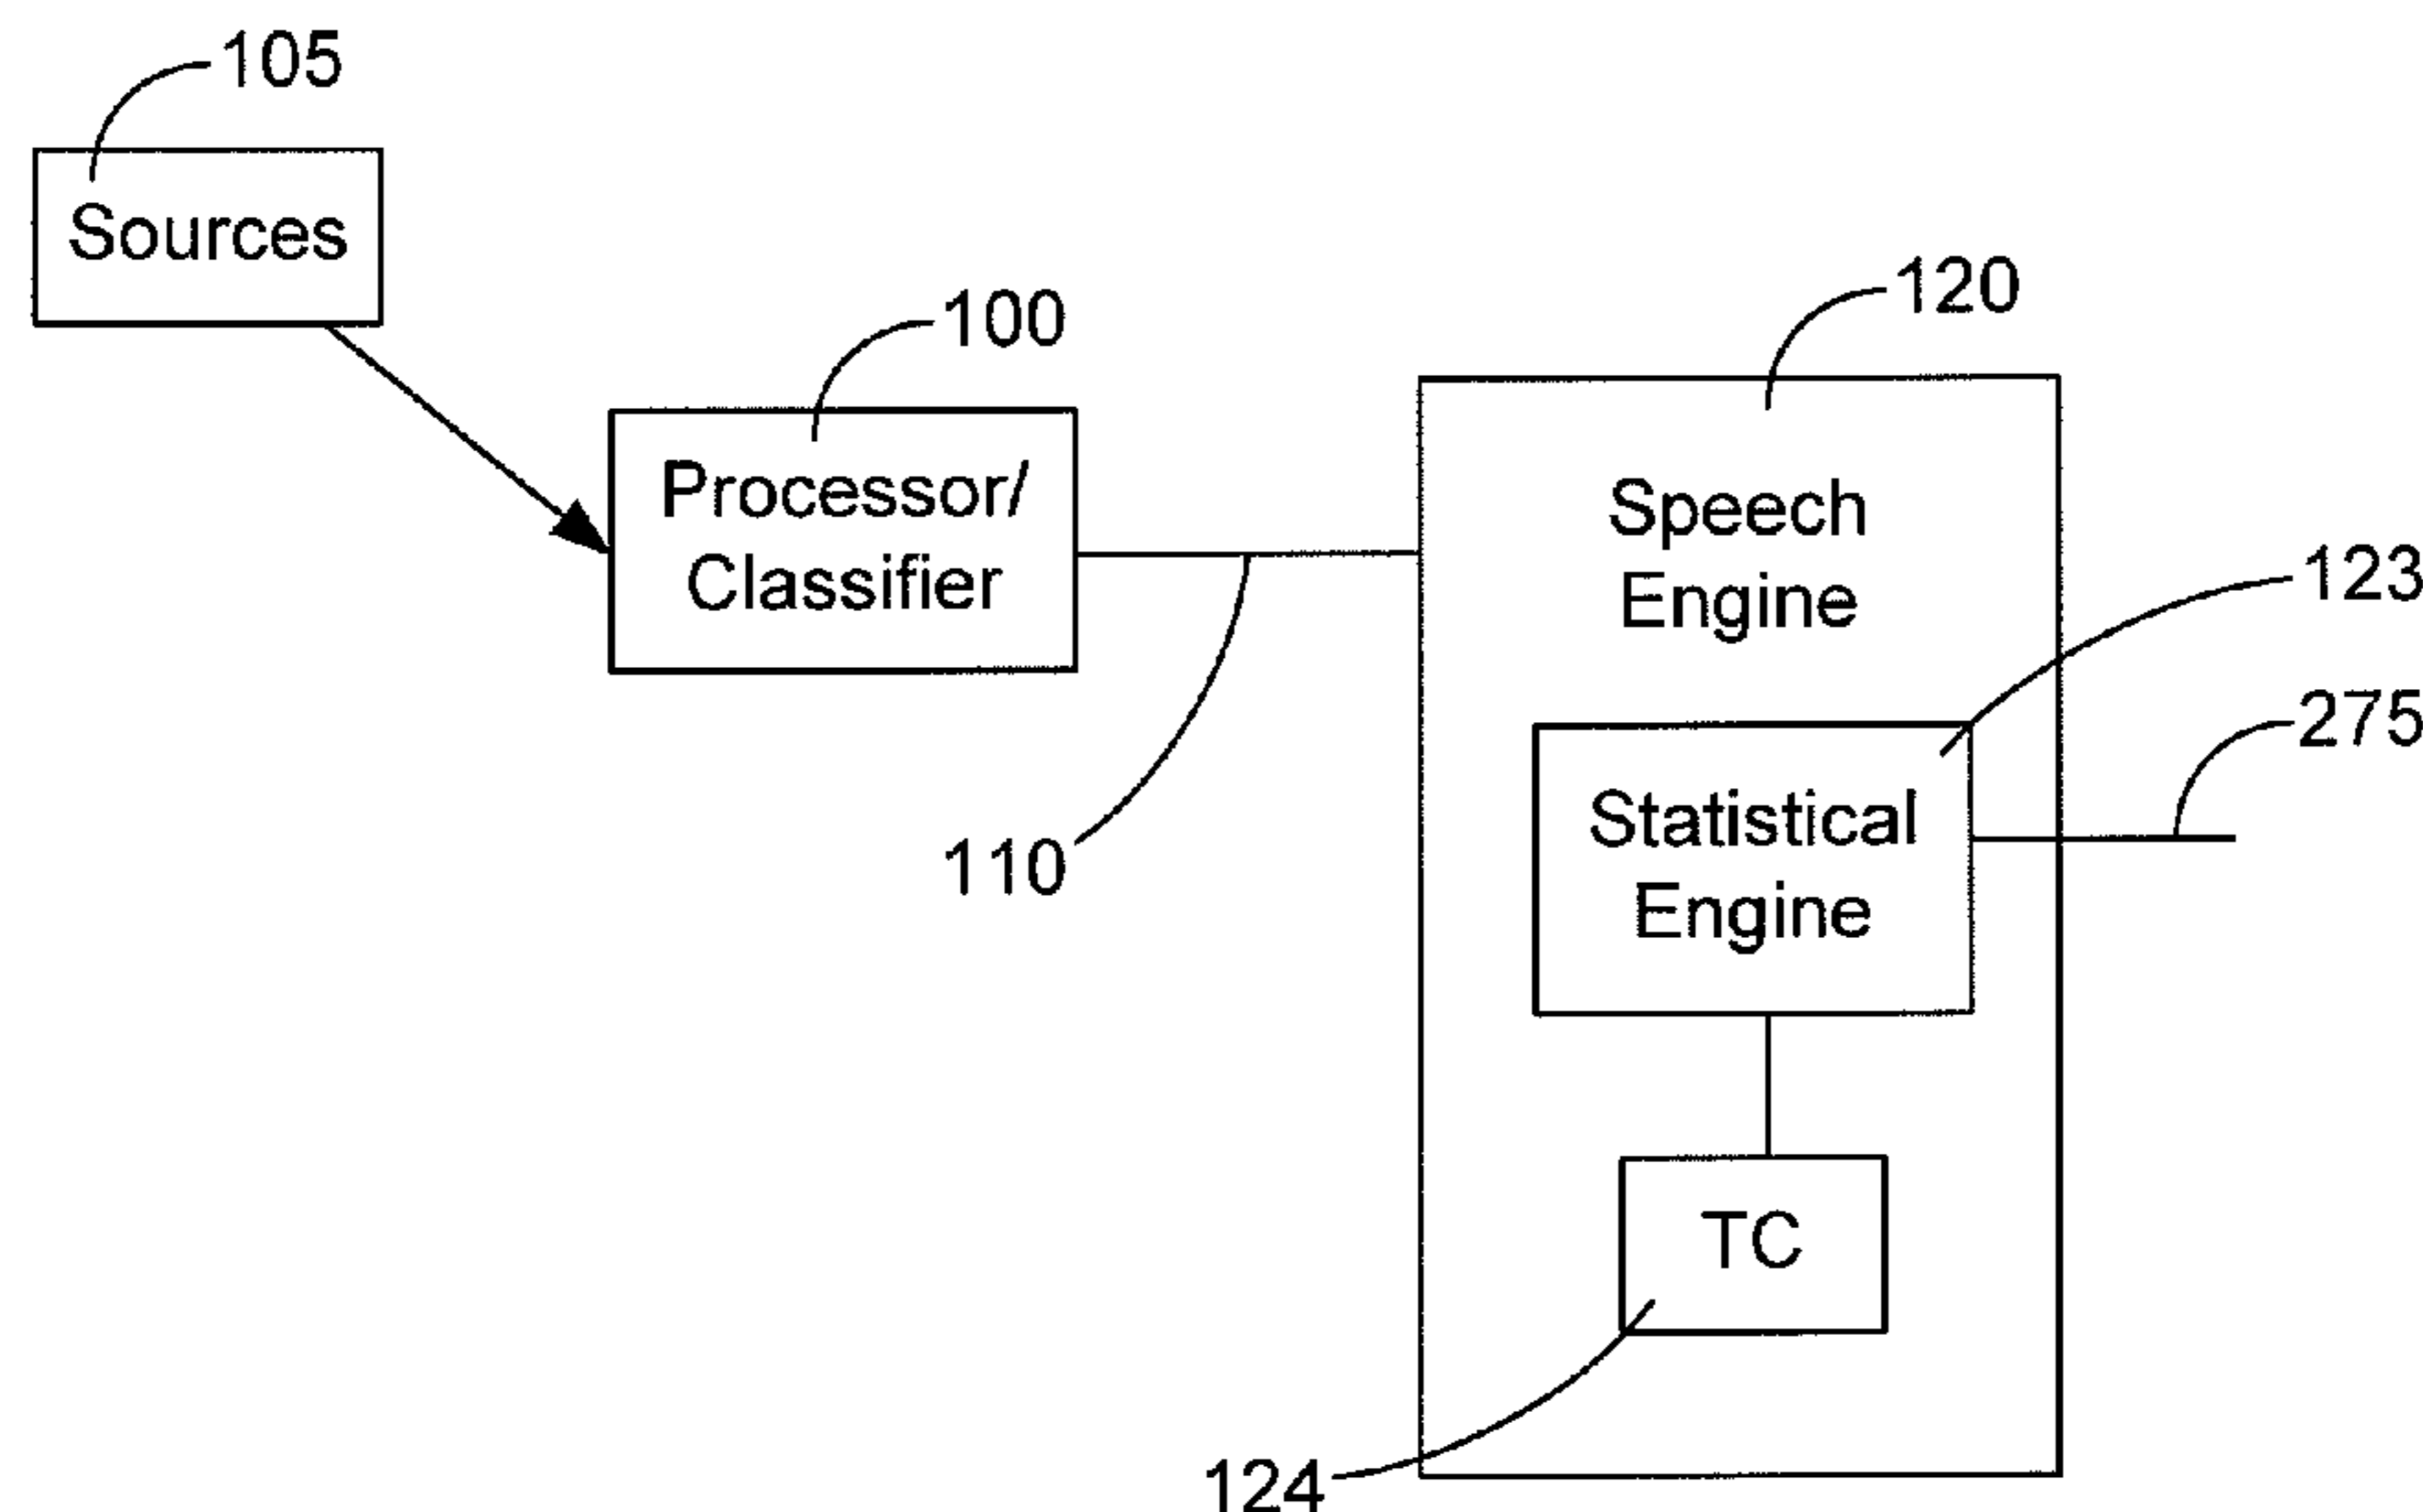 105
Sources
100
120
Processor/
Classifier
Speech
Engine
123
275
110
Statistical
Engine
TC
124